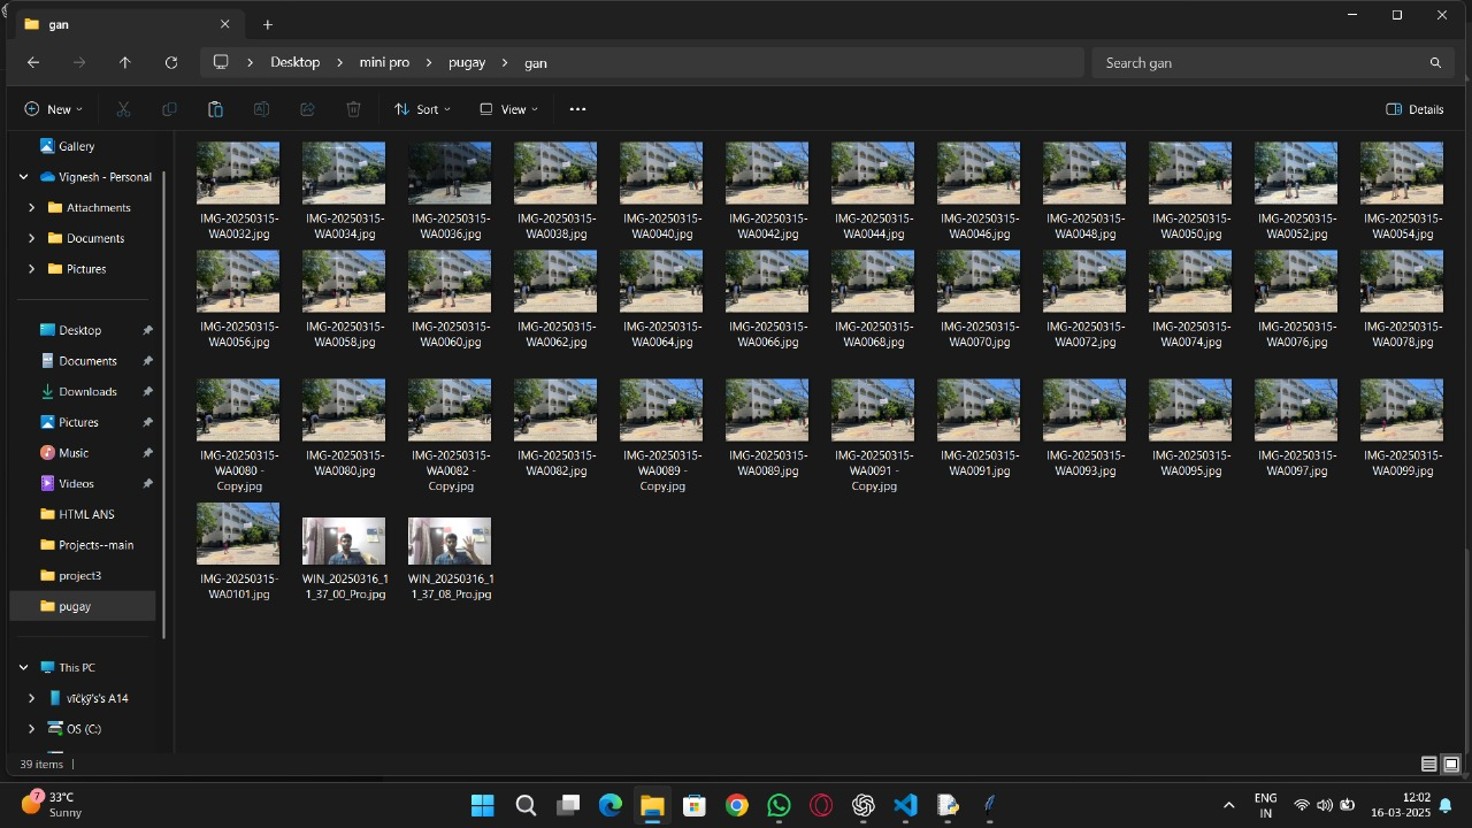 gan
Desktop
mini pro
pugay
gan
Search gan
New
Sort
View
Details
Gallery
Vignesh - Personal
Attachments
Documents
Pictures
Desktop
Documents
Downloads
Pictures
Music
Videos
HTML ANS
Projects--main
project3
pugay
This PC
OS (C:)
IMG-20250315-
WA0032.jpg
IMG-20250315-
WA0034.jpg
IMG-20250315-
WA0036.jpg
IMG-20250315-
WA0038.jpg
IMG-20250315-
WA0040.jpg
IMG-20250315-
WA0042.jpg
IMG-20250315-
WA0044.jpg
IMG-20250315-
WA0046.jpg
IMG-20250315-
WA0048.jpg
IMG-20250315-
WA0050.jpg
IMG-20250315-
WA0052.jpg
IMG-20250315-
WA0054.jpg
IMG-20250315-
WA0056.jpg
IMG-20250315-
WA0058.jpg
IMG-20250315-
WA0060.jpg
IMG-20250315-
WA0062.jpg
IMG-20250315-
WA0064.jpg
IMG-20250315-
WA0066.jpg
IMG-20250315-
WA0068.jpg
IMG-20250315-
WA0070.jpg
IMG-20250315-
WA0072.jpg
IMG-20250315-
WA0074.jpg
IMG-20250315-
WA0076.jpg
IMG-20250315-
WA0078.jpg
IMG-20250315-
WA0080 -
Copy.jpg
IMG-20250315-
WA0080.jpg
IMG-20250315-
WA0082 -
Copy.jpg
IMG-20250315-
WA0082.jpg
IMG-20250315-
WA0089 -
Copy.jpg
IMG-20250315-
WA0089.jpg
IMG-20250315-
WA0091 -
Copy.jpg
IMG-20250315-
WA0091.jpg
IMG-20250315-
WA0093.jpg
IMG-20250315-
WA0095.jpg
IMG-20250315-
WA0097.jpg
IMG-20250315-
WA0099.jpg
IMG-20250315-
WA0101.jpg
WIN_20250316_1
1_37_00_Pro.jpg
WIN_20250316_1
1_37_08_Pro.jpg
39 items
7
33°C
Sunny
ENG
IN
12:02
16-03-2025